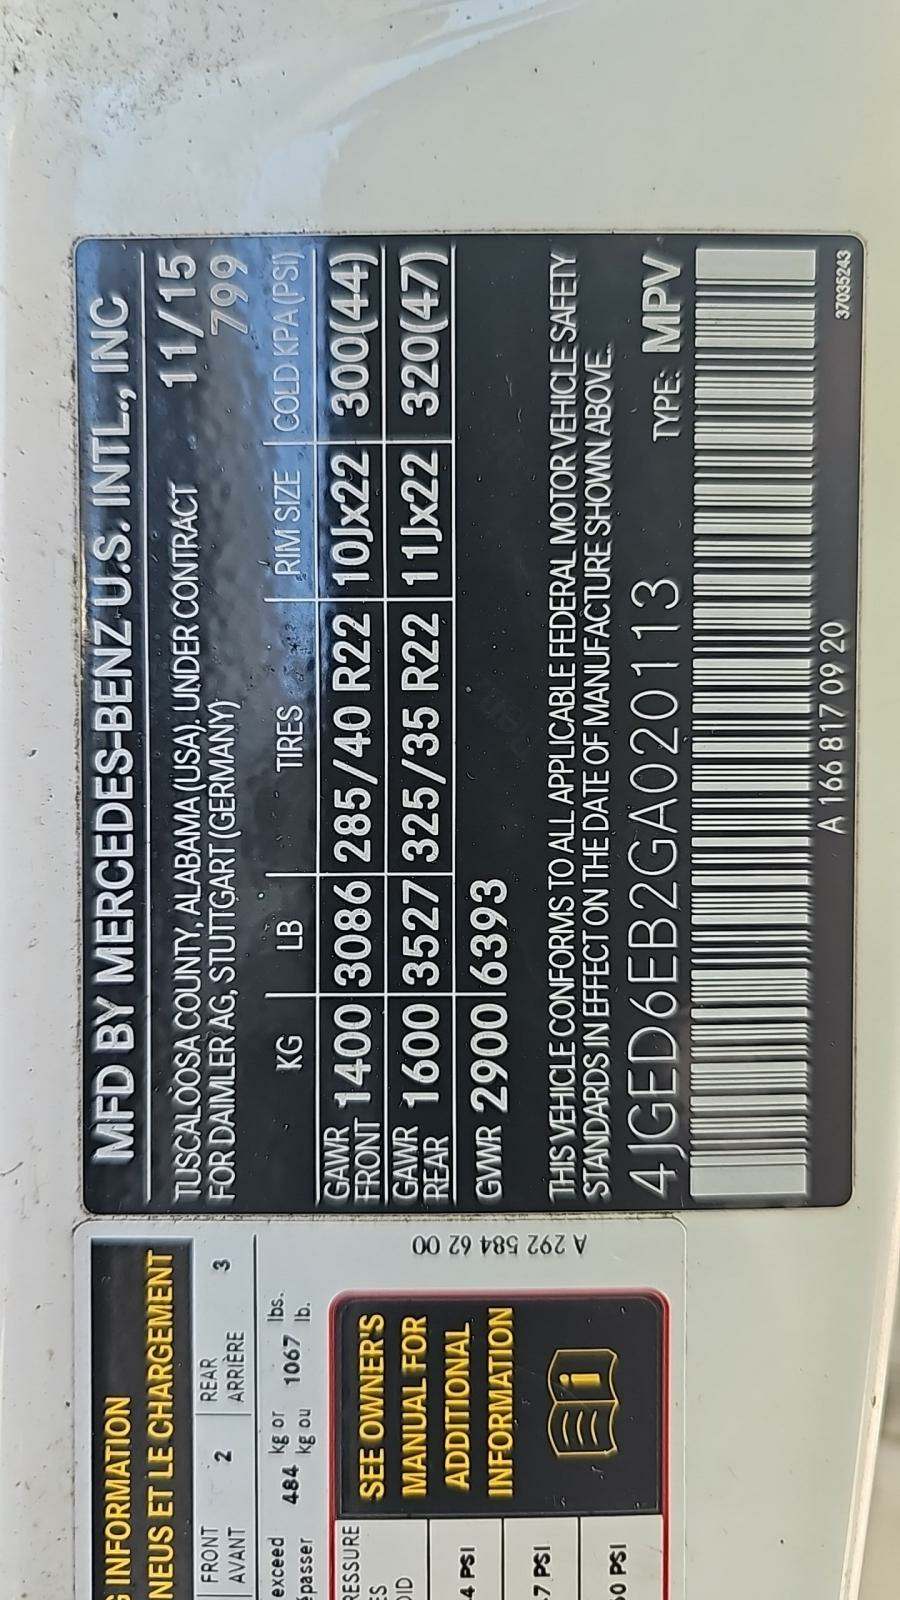 MFD BY MERCEDES-BENZ U.S. INTL., INC
TUSCALOOSA COUNTY, ALABAMA (USA). UNDER CONTRACT 11/15
FOR DAIMLER AG, STUTTGART (GERMANY) 799
KG LB TIRES RIM SIZE COLD KPA(PSI)
GAWR FRONT 1400 3086 285/40 R22 10Jx22 300(44)
GAWR REAR 1600 3527 325/35 R22 11Jx22 320(47)
GVWR 2900 6393
THIS VEHICLE CONFORMS TO ALL APPLICABLE FEDERAL MOTOR VEHICLE SAFETY
STANDARDS IN EFFECT ON THE DATE OF MANUFACTURE SHOWN ABOVE.
4JGED6EB2GA020113 TYPE: MPV
A 166 817 09 20
37035243
INFORMATION
NEUS ET LE CHARGEMENT
FRONT 2 REAR 3
AVANT ARRIÈRE
exceed 484 kg or 1067 lbs.
kg ou lb.
A 292 584 62 00
SEE OWNER'S
MANUAL FOR
ADDITIONAL
INFORMATION
PSI
PSI
PSI